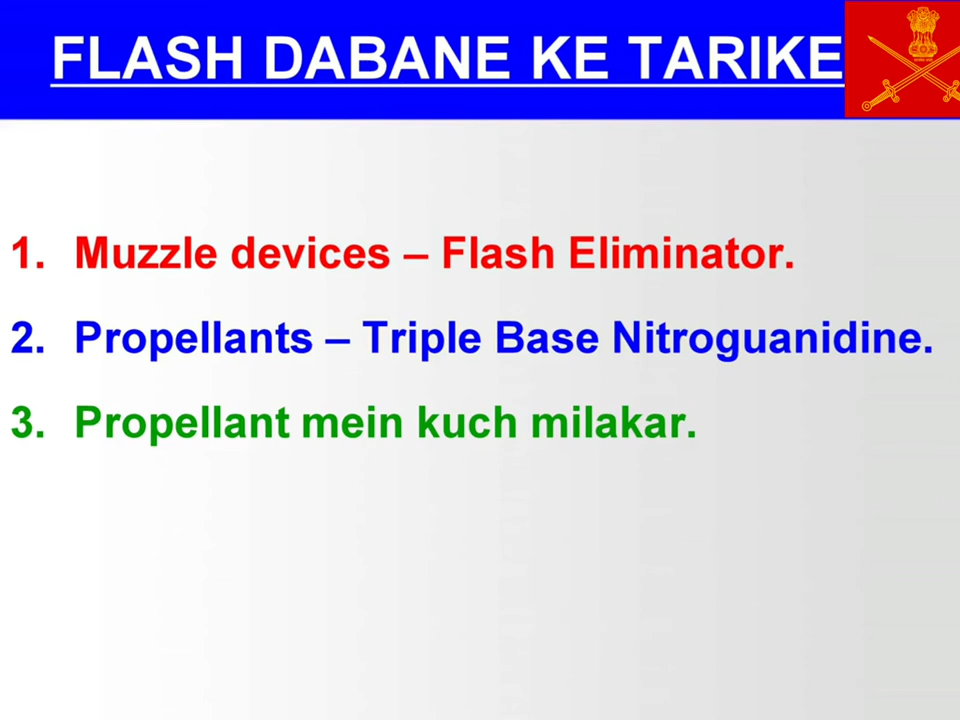 FLASH DABANE KE TARIKE
1. Muzzle devices – Flash Eliminator.
2. Propellants – Triple Base Nitroguanidine.
3. Propellant mein kuch milakar.